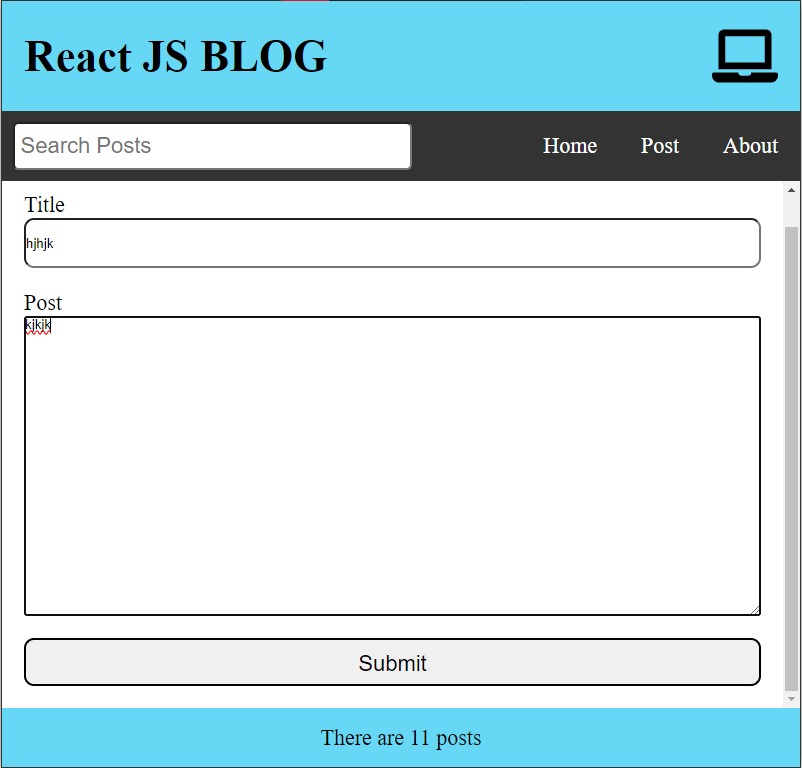 React JS BLOG
Search Posts
Home Post About
Title
hjhjk
Post
kjkjk
Submit
There are 11 posts